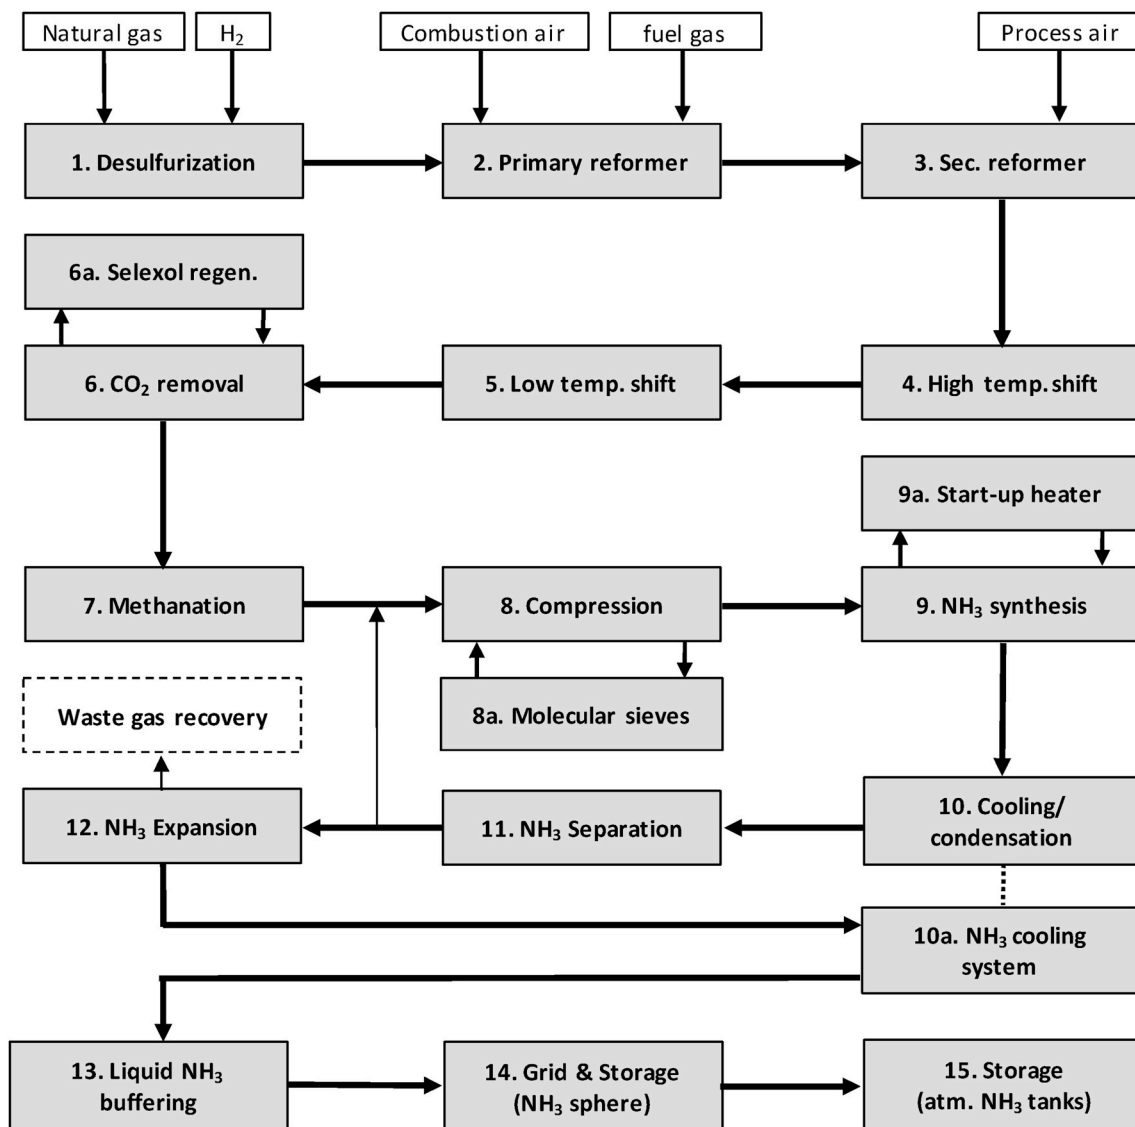 Natural gas
H₂
Combustion air
fuel gas
Process air
1. Desulfurization
2. Primary reformer
3. Sec. reformer
6a. Selexol regen.
6. CO₂ removal
5. Low temp. shift
4. High temp. shift
9a. Start-up heater
7. Methanation
8. Compression
9. NH₃ synthesis
Waste gas recovery
8a. Molecular sieves
12. NH₃ Expansion
11. NH₃ Separation
10. Cooling/
condensation
10a. NH₃ cooling
system
13. Liquid NH₃
buffering
14. Grid & Storage
(NH₃ sphere)
15. Storage
(atm. NH₃ tanks)